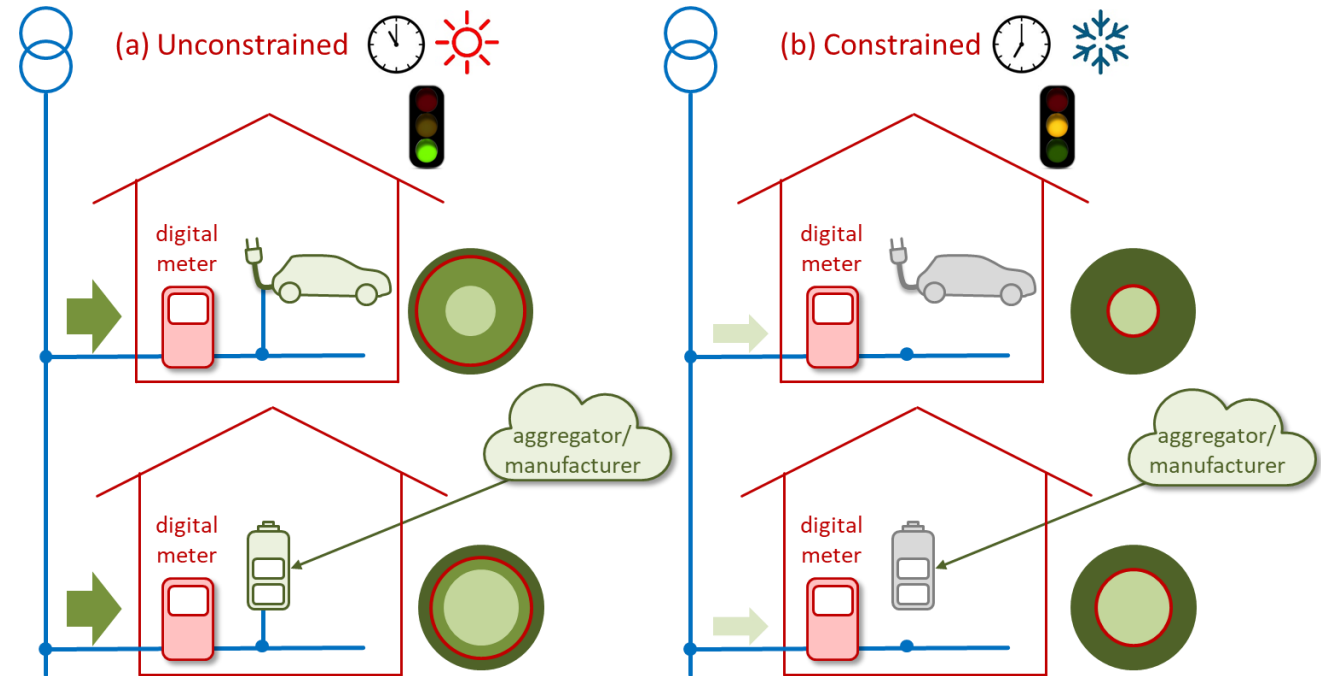 (a) Unconstrained
(b) Constrained
digital
meter
digital
meter
aggregator/
manufacturer
aggregator/
manufacturer
digital
meter
digital
meter